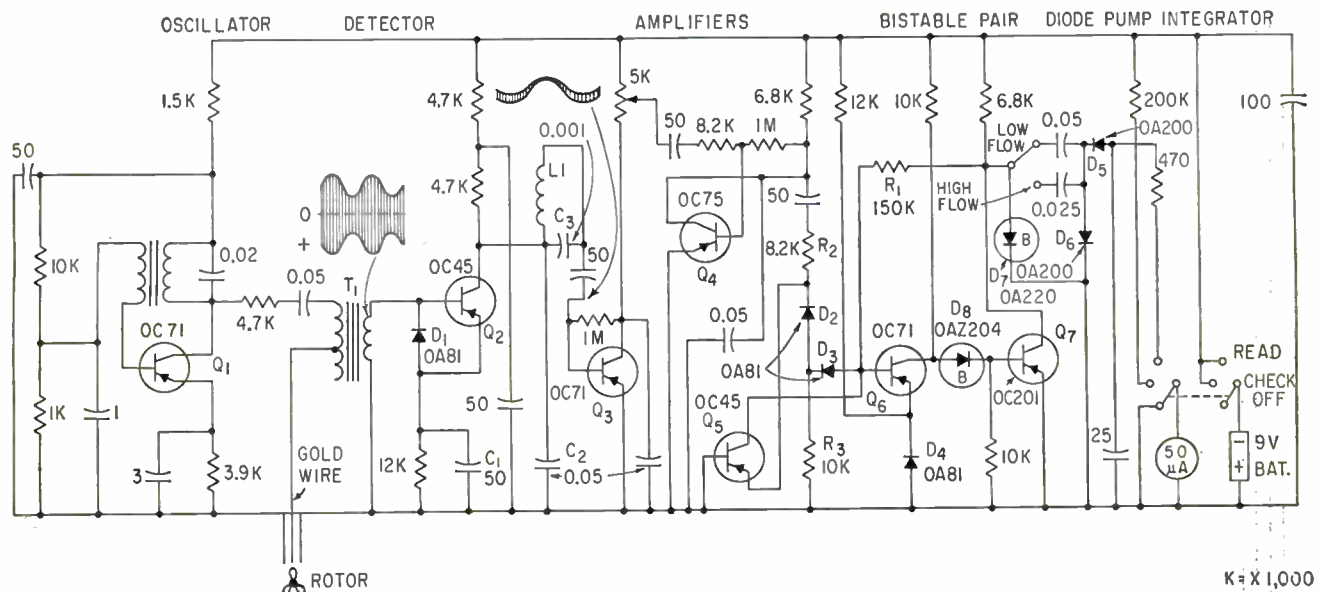 OSCILLATOR
DETECTOR
AMPLIFIERS
BISTABLE PAIR
DIODE PUMP INTEGRATOR
1.5K
50
10K
0.02
0.05
T1
4.7K
OC71
Q1
1K
1
3
3.9K
GOLD
WIRE
ROTOR
O
+
4.7K
4.7K
OC45
Q2
D1
OA81
12K
C1
50
50
0.001
L1
C3
50
1M
OC71
Q3
C2
0.05
5K
50
8.2K
1M
6.8K
OC75
Q4
50
8.2K
R2
0.05
D2
D3
OA81
OC45
Q5
R3
10K
12K
10K
6.8K
R1
150K
OC71
Q6
D4
OA81
D8
OAZ204
B
Q7
OC201
10K
LOW
FLOW
0.05
HIGH
FLOW
0.025
D5
OA200
D6
OA200
B
D7
OA220
200K
470
100
25
READ
CHECK
OFF
50
μA
-
+
9V
BAT.
K=X1,000